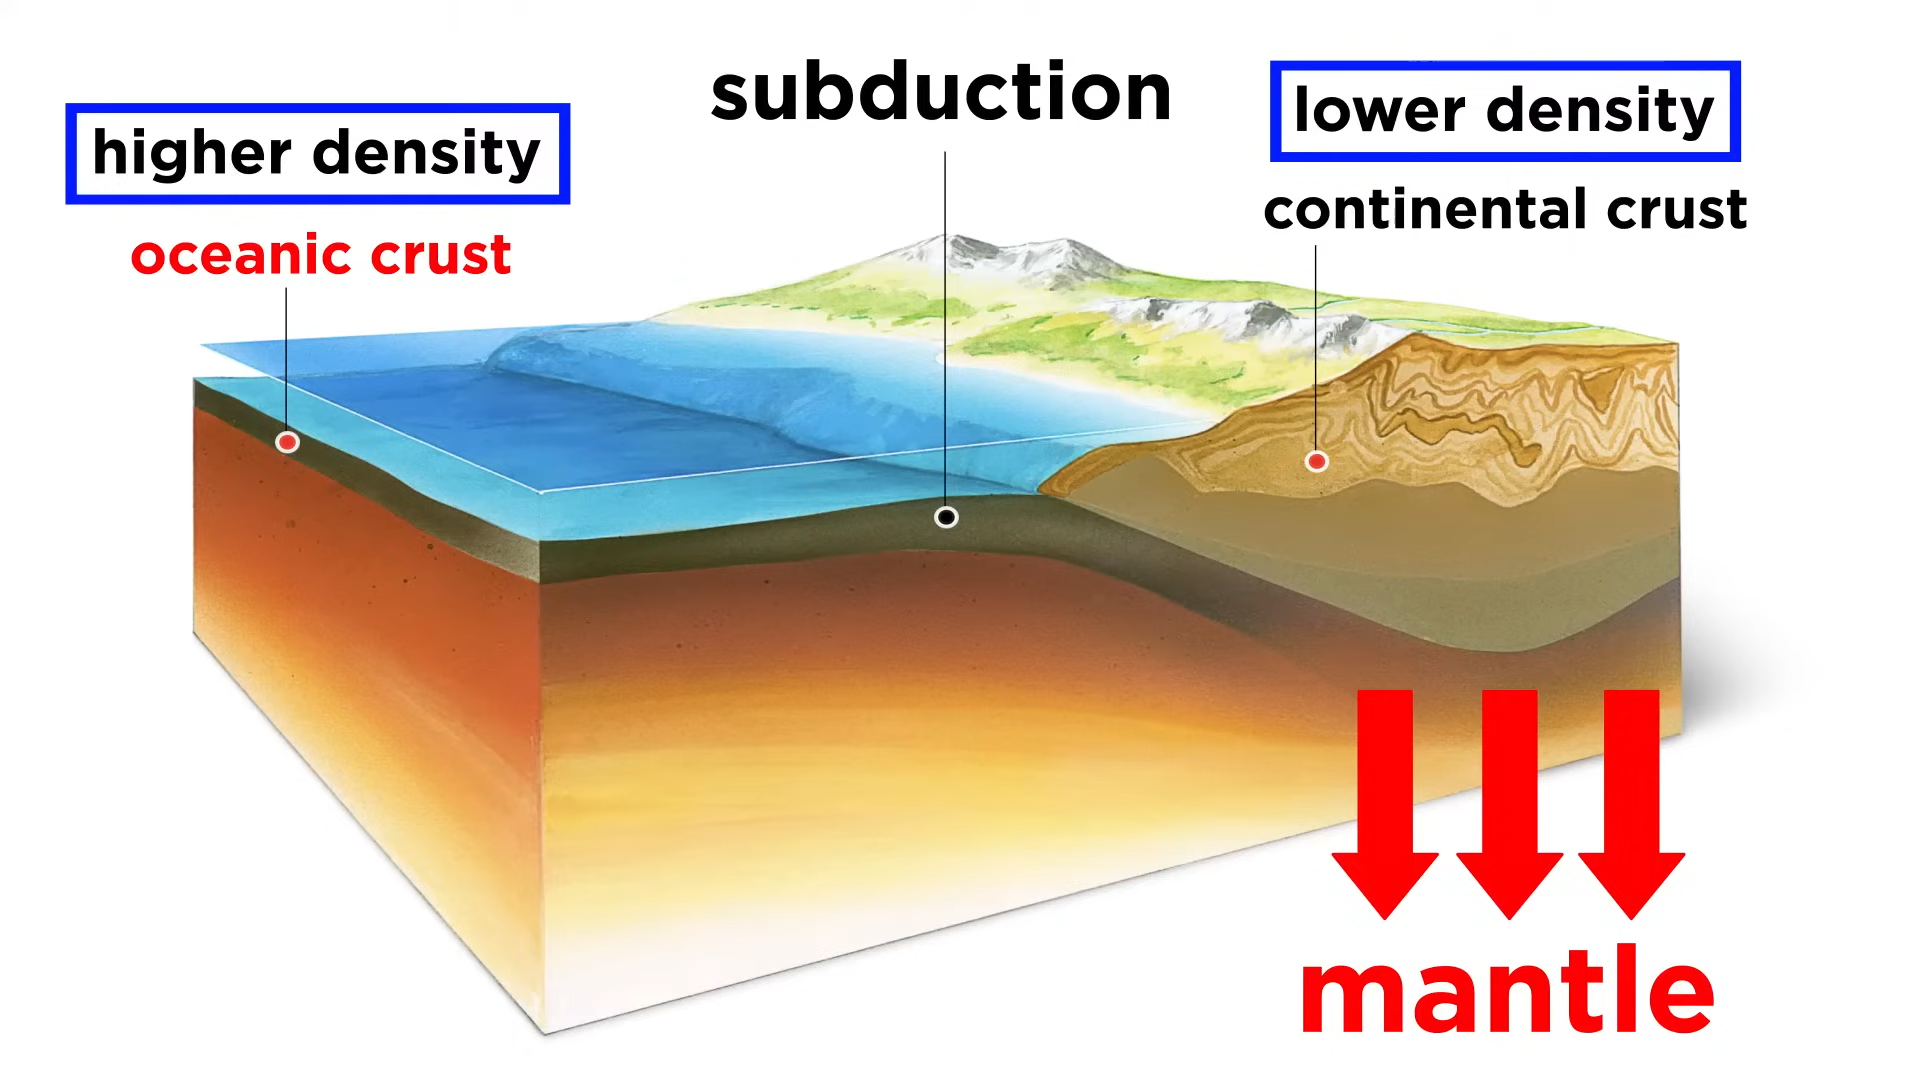 subduction
higher density
oceanic crust
lower density
continental crust
mantle